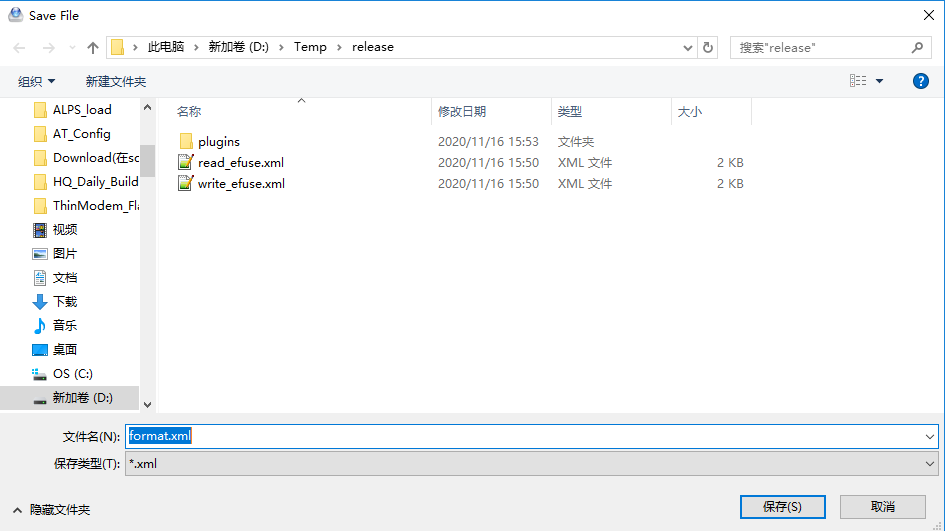 Save File
此电脑 › 新加卷 (D:) › Temp › release
搜索"release"
组织
新建文件夹
ALPS_load
AT_Config
Download(在sc
HQ_Daily_Build
ThinModem_Fla
视频
图片
文档
下载
音乐
桌面
OS (C:)
新加卷 (D:)
名称 修改日期 类型 大小
plugins 2020/11/16 15:53 文件夹
read_efuse.xml 2020/11/16 15:50 XML 文件 2 KB
write_efuse.xml 2020/11/16 15:50 XML 文件 2 KB
文件名(N): format.xml
保存类型(T): *.xml
隐藏文件夹
保存(S) 取消